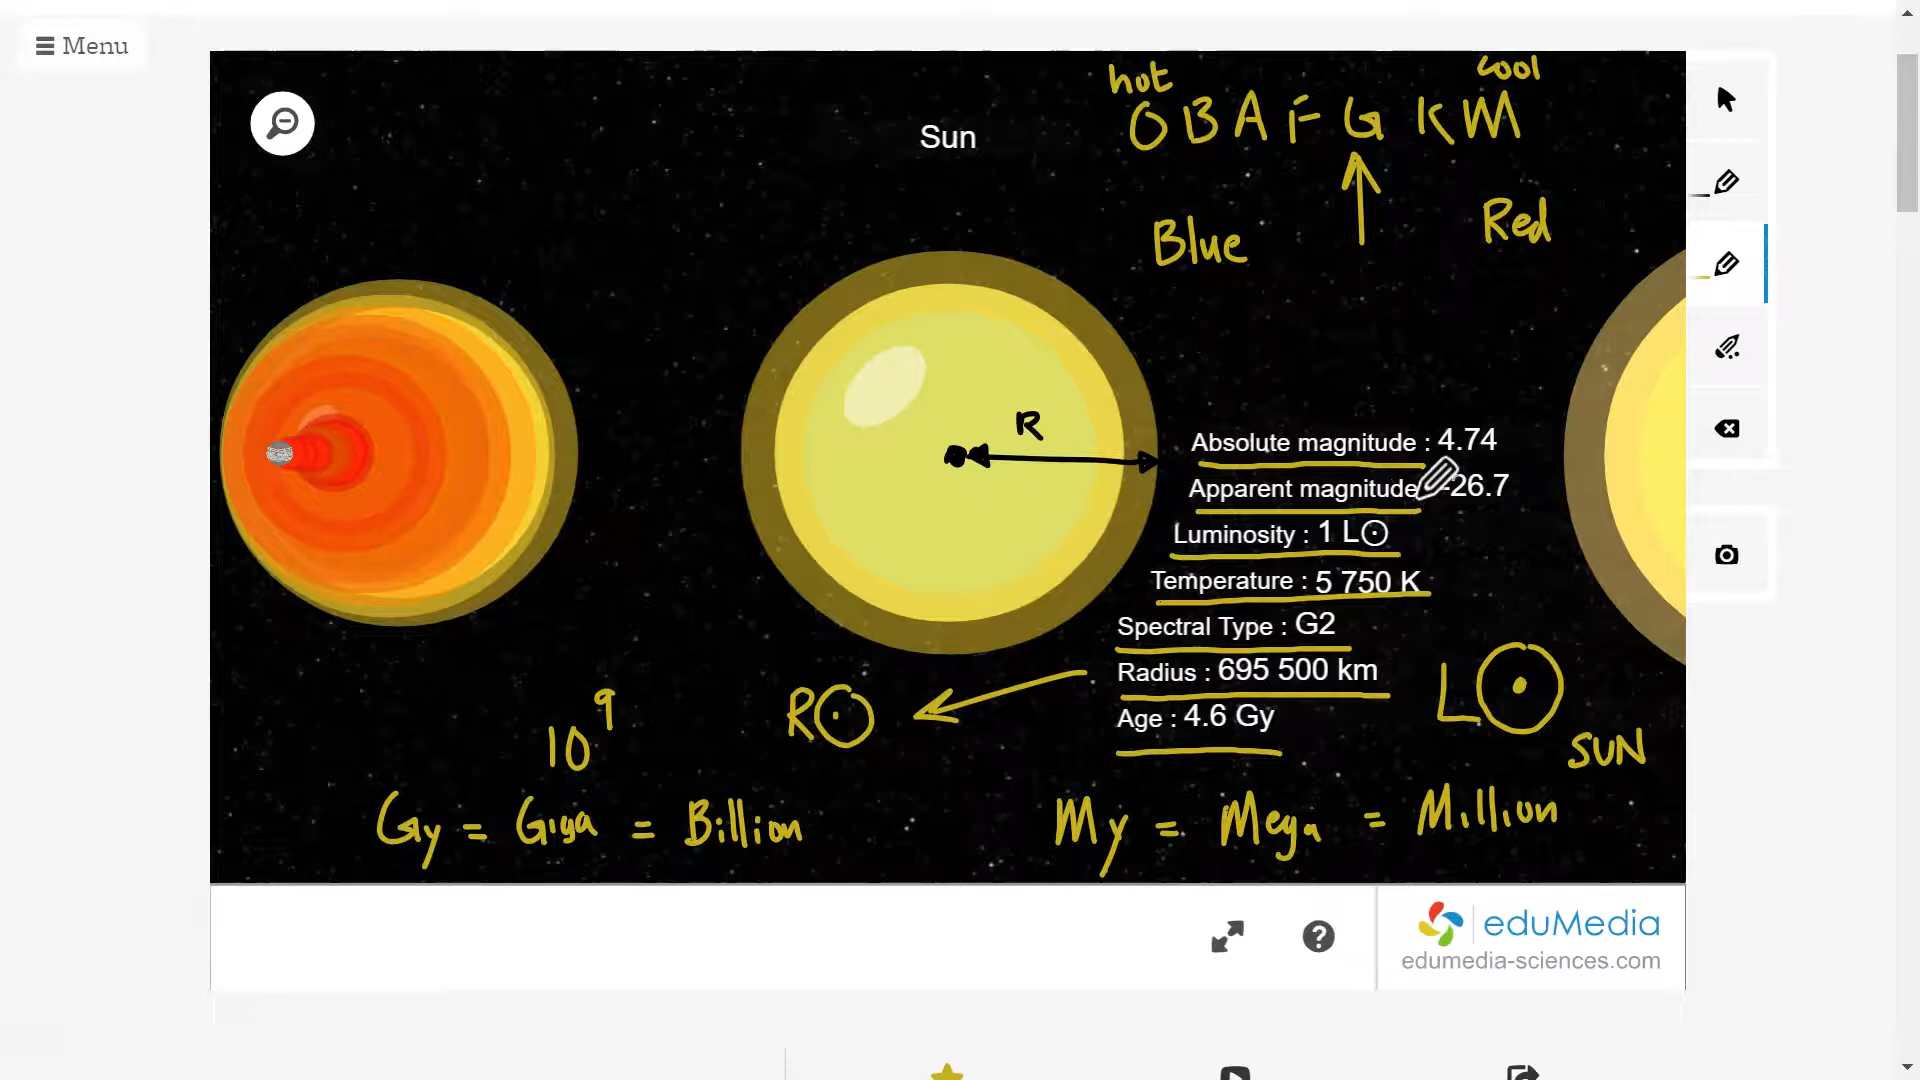 Menu
hot cool
O B A F G K M
Sun
Blue Red
R
Absolute magnitude : 4.74
Apparent magnitude -26.7
Luminosity : 1 L☉
Temperature : 5 750 K
Spectral Type : G2
Radius : 695 500 km
Age : 4.6 Gy
R☉
L☉
SUN
10⁹
Gy = Giga = Billion
My = Mega = Million
eduMedia
edumedia-sciences.com